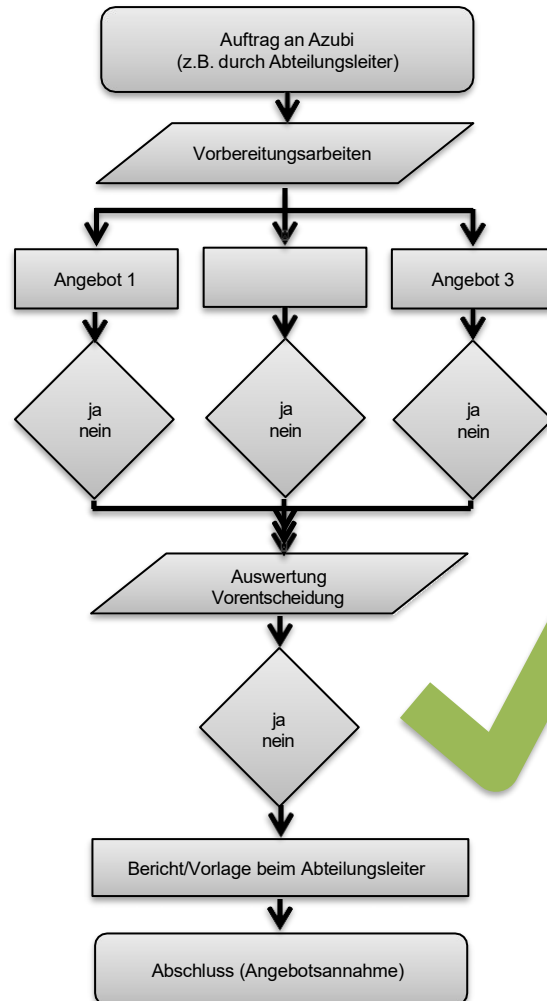 Auftrag an Azubi
(z.B. durch Abteilungsleiter)
Vorbereitungsarbeiten
Angebot 1
Angebot 3
ja
nein
ja
nein
ja
nein
Auswertung
Vorentscheidung
ja
nein
Bericht/Vorlage beim Abteilungsleiter
Abschluss (Angebotsannahme)